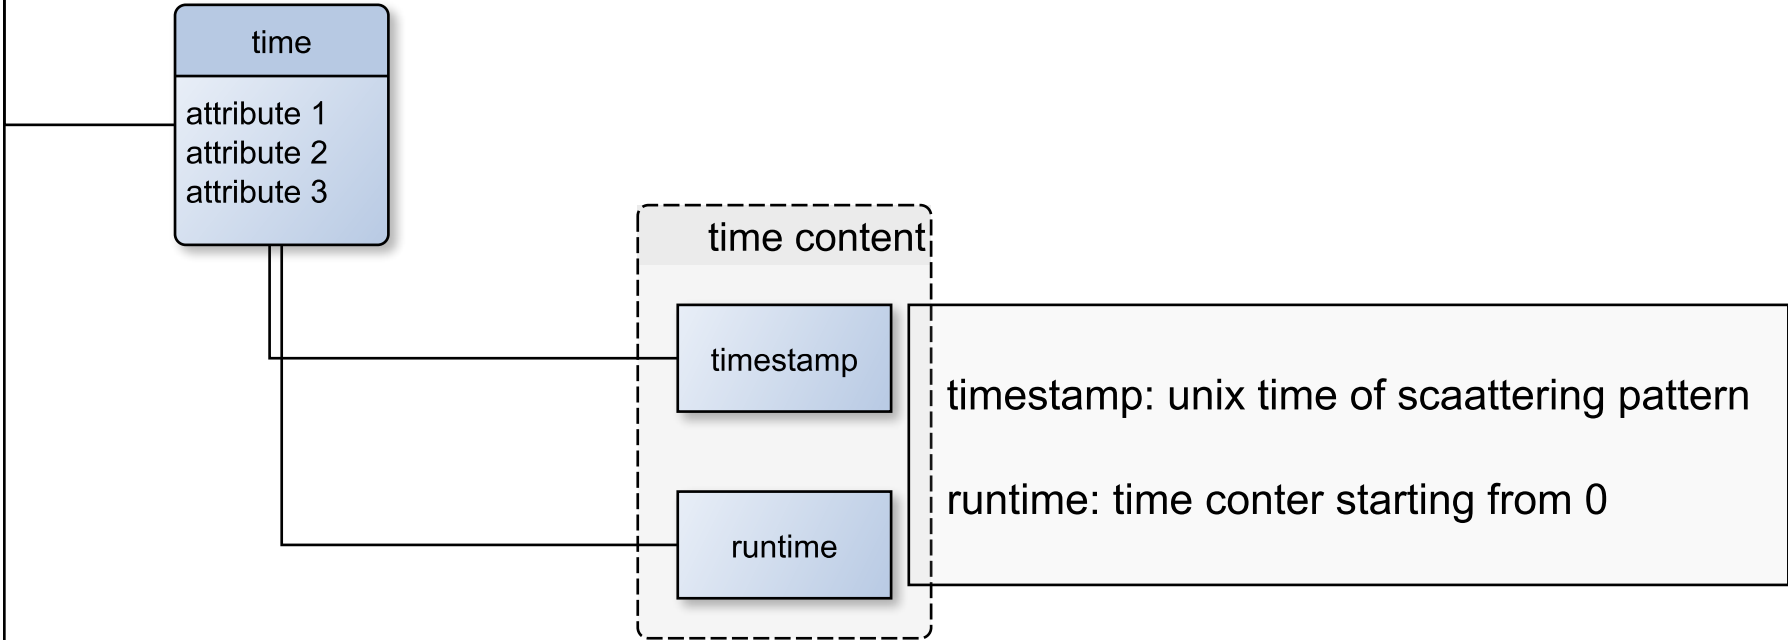 time
attribute 1
attribute 2
attribute 3
time content
timestamp
timestamp: unix time of scaattering pattern
runtime: time conter starting from 0
runtime